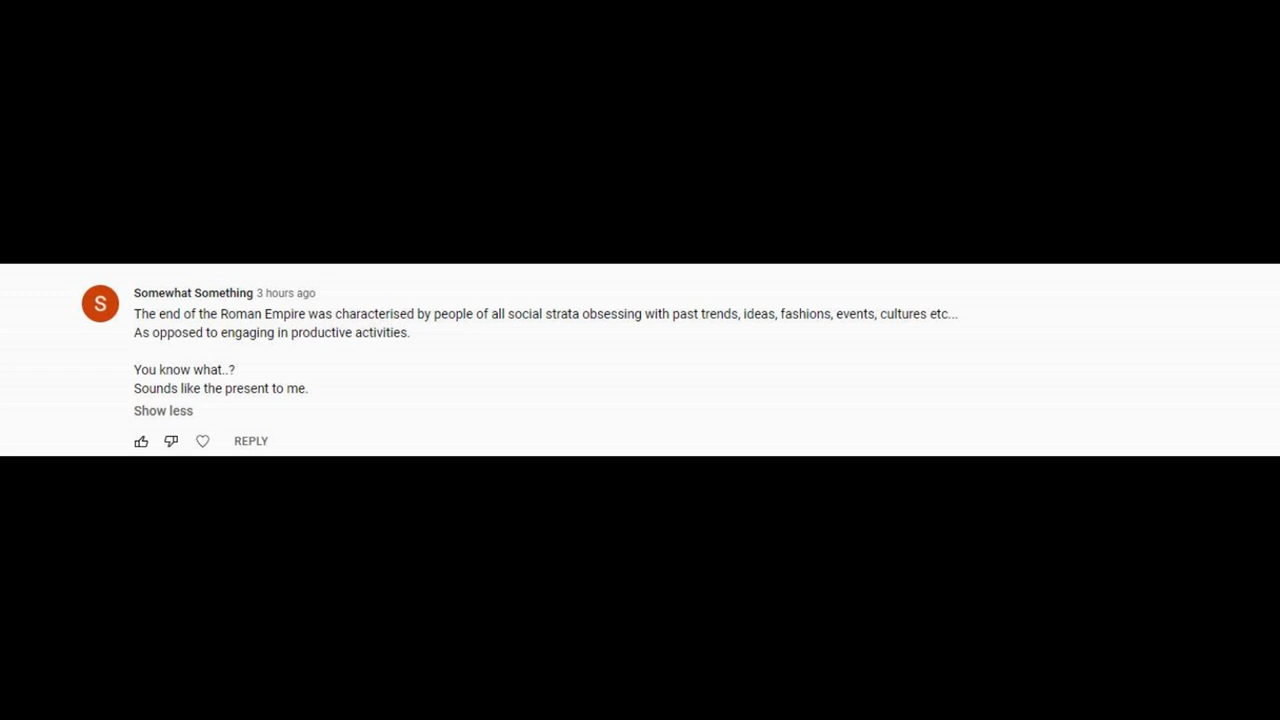 S
Somewhat Something 3 hours ago
The end of the Roman Empire was characterised by people of all social strata obsessing with past trends, ideas, fashions, events, cultures etc...
As opposed to engaging in productive activities.
You know what..?
Sounds like the present to me.
Show less
REPLY